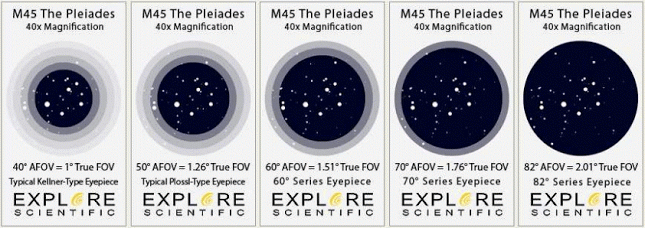 M45 The Pleiades
40x Magnification
40° AFOV = 1° True FOV
Typical Kellner-Type Eyepiece
EXPLORE
SCIENTIFIC
M45 The Pleiades
40x Magnification
50° AFOV = 1.26° True FOV
Typical Plossl-Type Eyepiece
EXPLORE
SCIENTIFIC
M45 The Pleiades
40x Magnification
60° AFOV = 1.51° True FOV
60° Series Eyepiece
EXPLORE
SCIENTIFIC
M45 The Pleiades
40x Magnification
70° AFOV = 1.76° True FOV
70° Series Eyepiece
EXPLORE
SCIENTIFIC
M45 The Pleiades
40x Magnification
82° AFOV = 2.01° True FOV
82° Series Eyepiece
EXPLORE
SCIENTIFIC